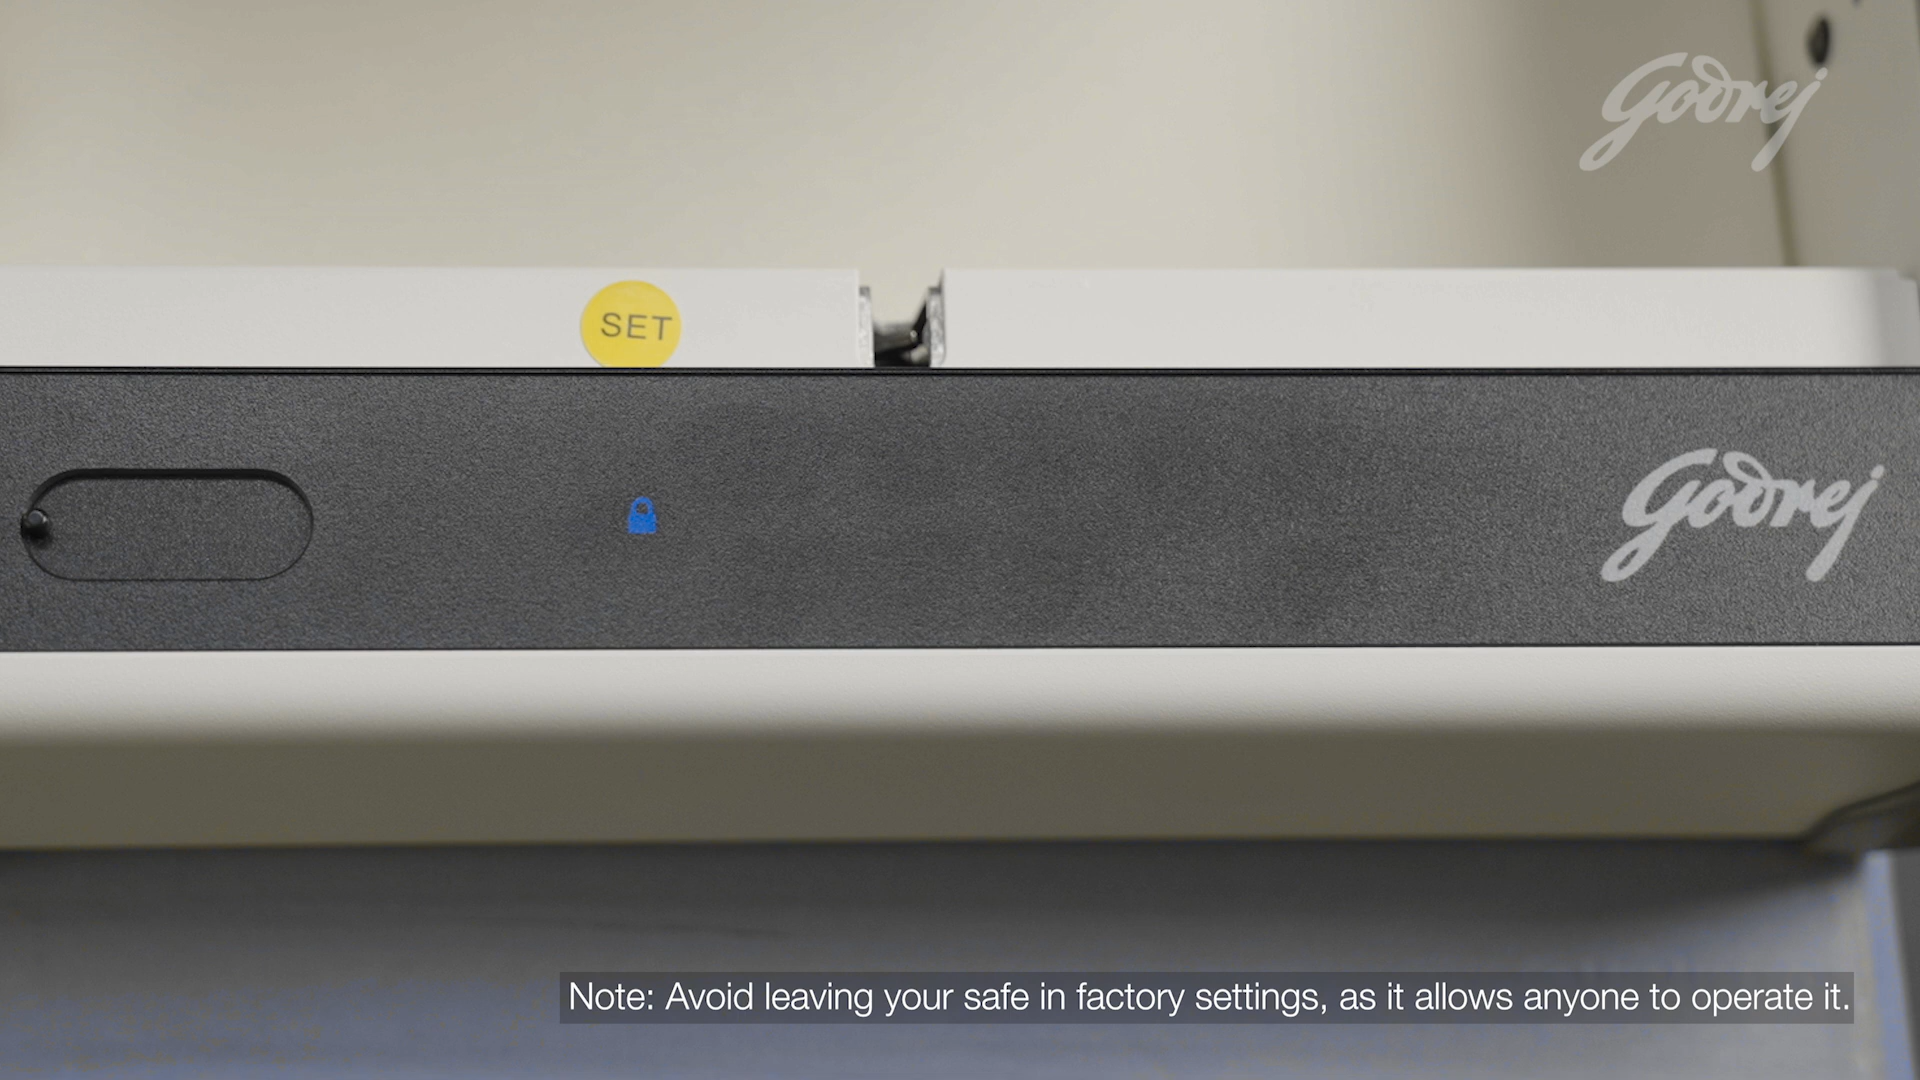 Godrej
SET
Godrej
Note: Avoid leaving your safe in factory settings, as it allows anyone to operate it.